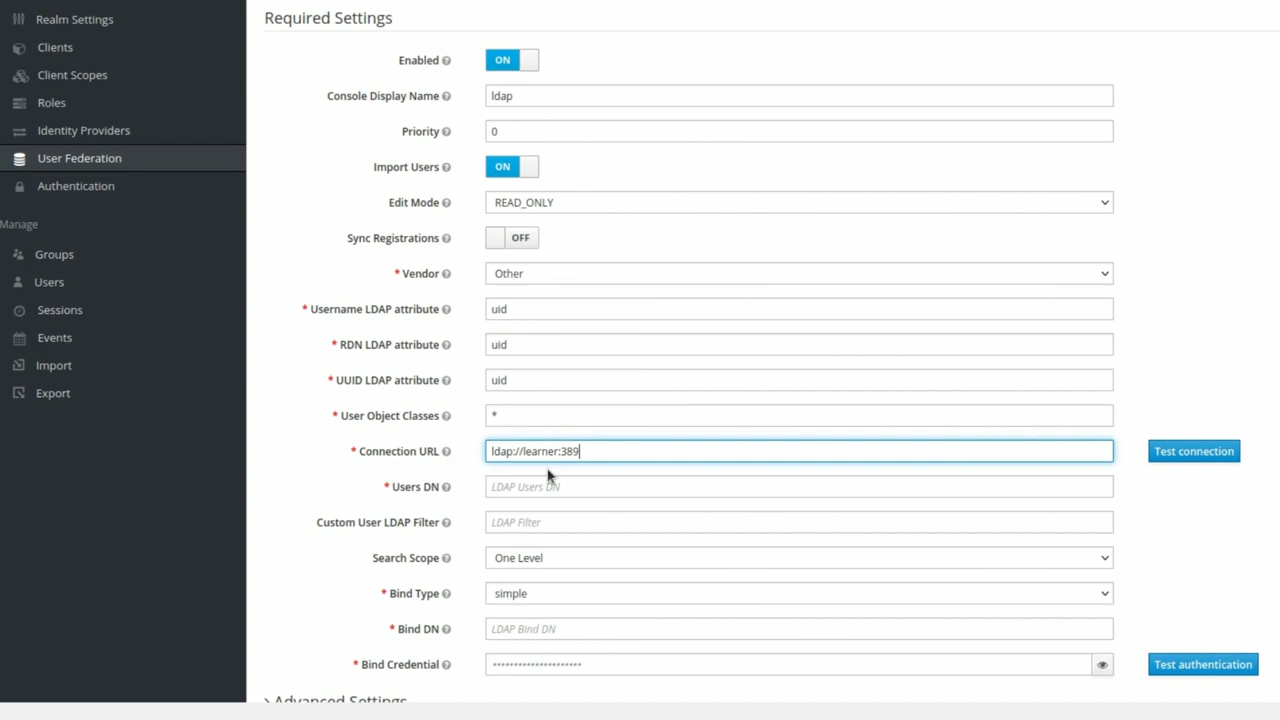 Realm Settings
Clients
Client Scopes
Roles
Identity Providers
User Federation
Authentication
Manage
Groups
Users
Sessions
Events
Import
Export
Required Settings
Enabled ON
Console Display Name ldap
Priority 0
Import Users ON
Edit Mode READ_ONLY
Sync Registrations OFF
* Vendor Other
* Username LDAP attribute uid
* RDN LDAP attribute uid
* UUID LDAP attribute uid
* User Object Classes *
* Connection URL ldap://learner:389 Test connection
* Users DN LDAP Users DN
Custom User LDAP Filter LDAP Filter
Search Scope One Level
* Bind Type simple
* Bind DN LDAP Bind DN
* Bind Credential ********************* Test authentication
Advanced Settings